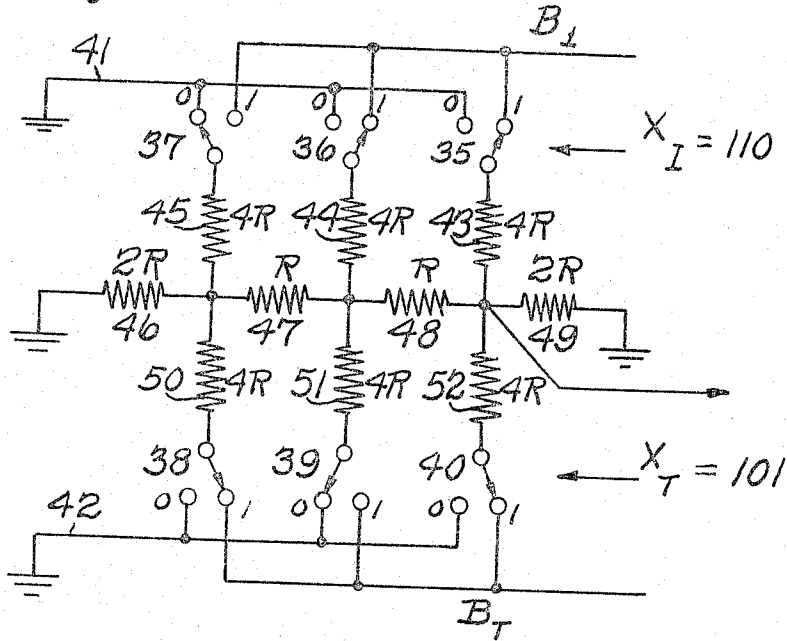 B1
41
0 1 0 1 0 1
37 36 35
XI = 110
45 4R 44 4R 43 4R
2R R R 2R
46 47 48 49
50 4R 51 4R 52 4R
38 39 40
XT = 101
42 0 1 0 1 0 1
BT